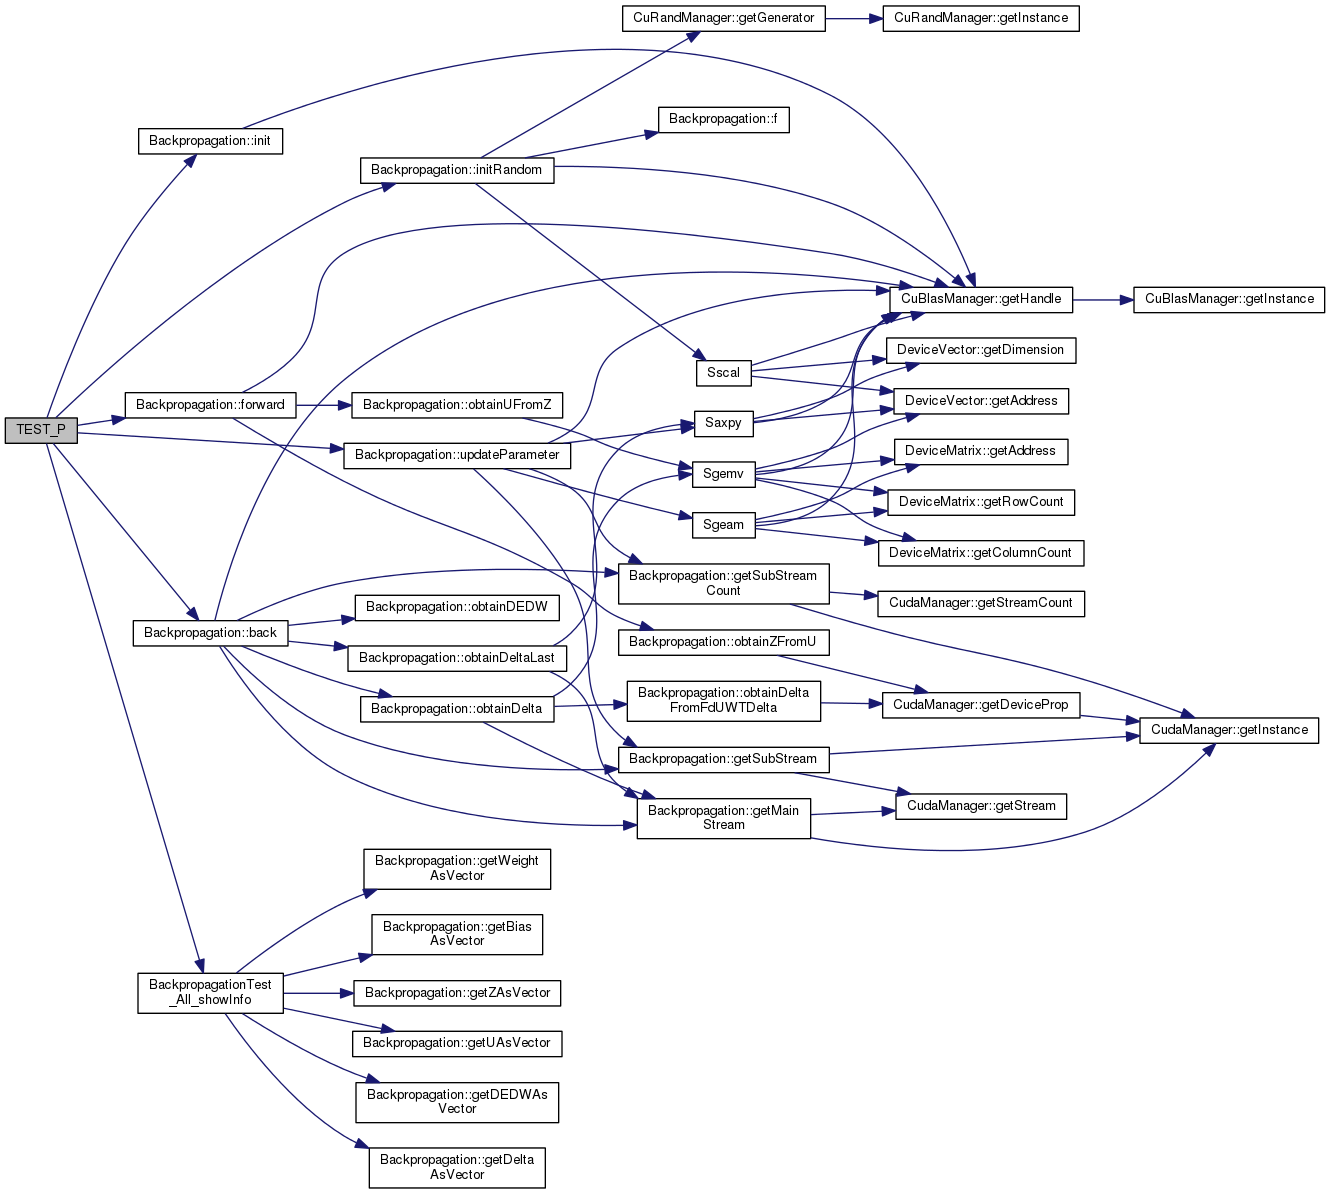 CuRandManager::getGenerator
CuRandManager::getInstance
Backpropagation::f
Backpropagation::init
Backpropagation::initRandom
CuBlasManager::getHandle
CuBlasManager::getInstance
DeviceVector::getDimension
Sscal
DeviceVector::getAddress
Backpropagation::forward
Backpropagation::obtainUFromZ
Saxpy
TEST_P
Backpropagation::updateParameter
DeviceMatrix::getAddress
Sgemv
DeviceMatrix::getRowCount
Sgeam
DeviceMatrix::getColumnCount
Backpropagation::getSubStream
Count
CudaManager::getStreamCount
Backpropagation::obtainDEDW
Backpropagation::back
Backpropagation::obtainZFromU
Backpropagation::obtainDeltaLast
Backpropagation::obtainDelta
Backpropagation::obtainDelta
FromFdUWTDelta
CudaManager::getDeviceProp
CudaManager::getInstance
Backpropagation::getSubStream
CudaManager::getStream
Backpropagation::getMain
Stream
Backpropagation::getWeight
AsVector
Backpropagation::getBias
AsVector
BackpropagationTest
_All_showInfo
Backpropagation::getZAsVector
Backpropagation::getUAsVector
Backpropagation::getDEDWAs
Vector
Backpropagation::getDelta
AsVector